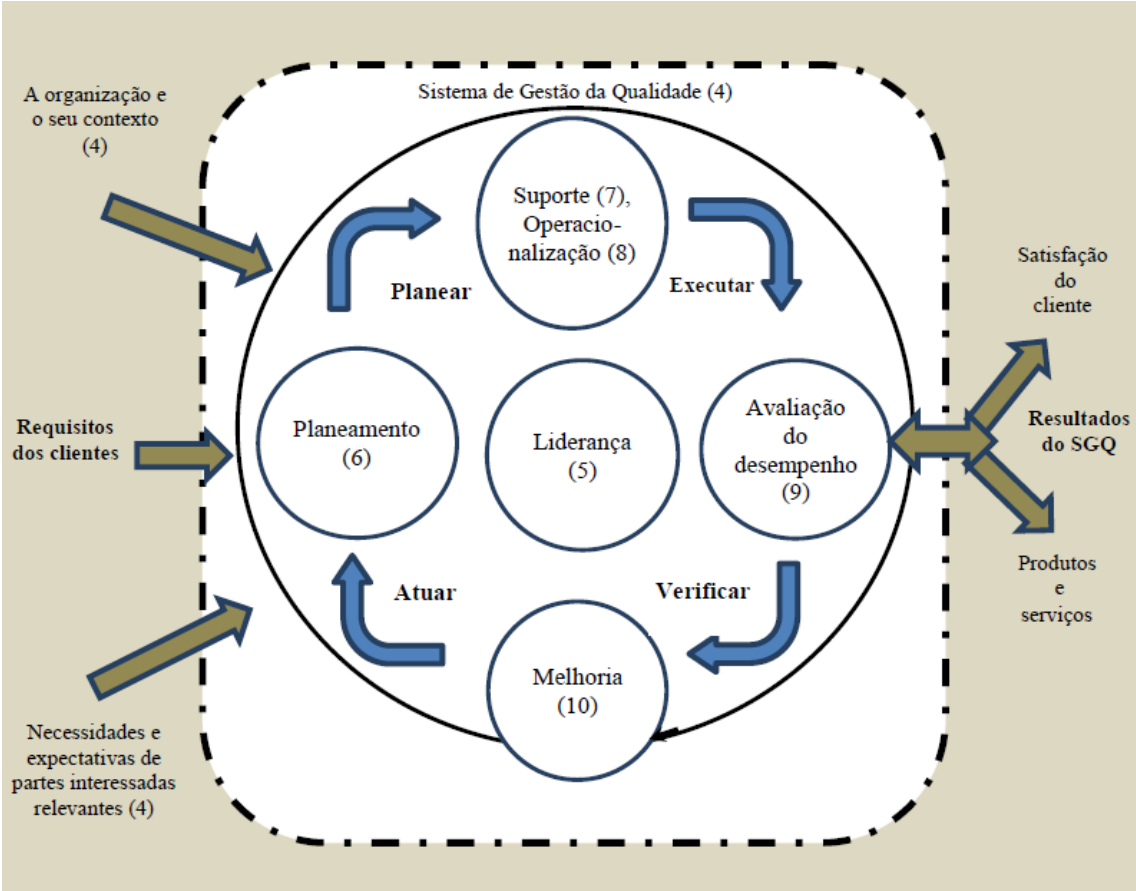 Sistema de Gestão da Qualidade (4)
A organização e
o seu contexto
(4)
Suporte (7),
Operacio-
nalização (8)
Planear
Executar
Satisfação
do
cliente
Requisitos
dos clientes
Planeamento
(6)
Liderança
(5)
Avaliação
do
desempenho
(9)
Resultados
do SGQ
Atuar
Verificar
Produtos
e
serviços
Melhoria
(10)
Necessidades e
expectativas de
partes interessadas
relevantes (4)